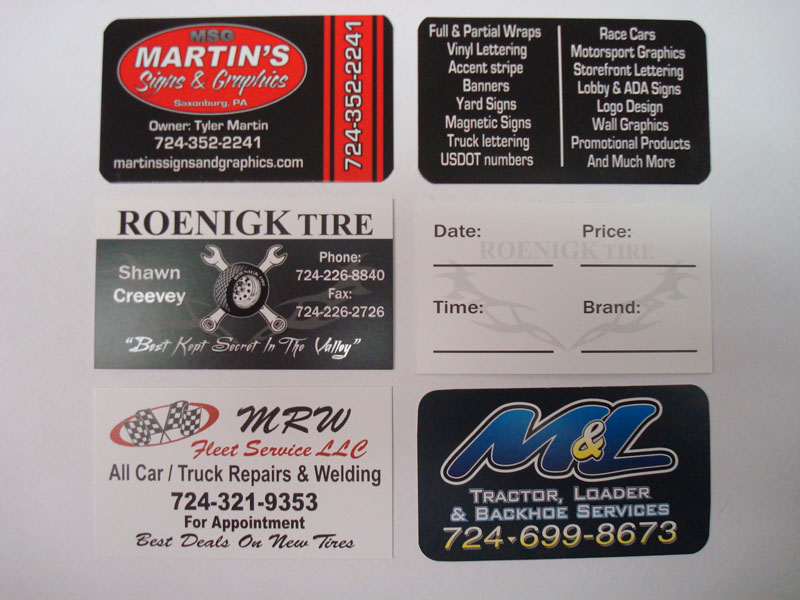 MSG
MARTIN'S
Signs & Graphics
Saxonburg, PA
Owner: Tyler Martin
724-352-2241
martinssignsandgraphics.com
724-352-2241
Full & Partial Wraps
Vinyl Lettering
Accent stripe
Banners
Yard Signs
Magnetic Signs
Truck lettering
USDOT numbers
Race Cars
Motorsport Graphics
Storefront Lettering
Lobby & ADA Signs
Logo Design
Wall Graphics
Promotional Products
And Much More
ROENIGK TIRE
Shawn
Creevey
Phone:
724-226-8840
Fax:
724-226-2726
"Best Kept Secret In The Valley"
Date:
Price:
ROENIGK TIRE
Time:
Brand:
MRW
Fleet Service LLC
All Car / Truck Repairs & Welding
724-321-9353
For Appointment
Best Deals On New Tires
M&L
TRACTOR, LOADER
& BACKHOE SERVICES
724-699-8673